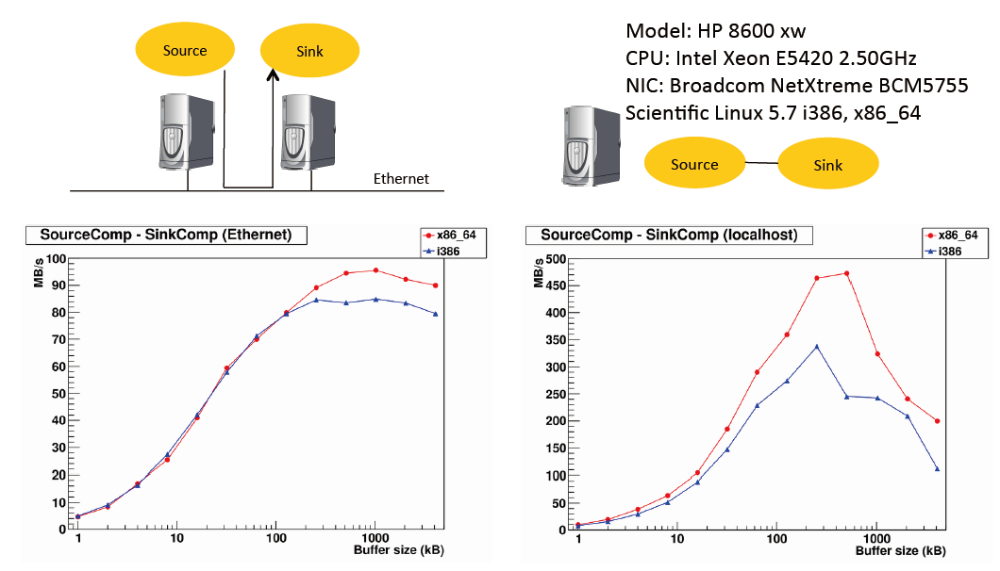 Source
Sink
Ethernet
Model: HP 8600 xw
CPU: Intel Xeon E5420 2.50GHz
NIC: Broadcom NetXtreme BCM5755
Scientific Linux 5.7 i386, x86_64
Source
Sink
SourceComp - SinkComp (Ethernet)
x86_64
i386
MB/s
100
90
80
70
60
50
40
30
20
10
0
1
10
100
1000
Buffer size (kB)
SourceComp - SinkComp (localhost)
x86_64
i386
MB/s
500
450
400
350
300
250
200
150
100
50
0
1
10
100
1000
Buffer size (kB)